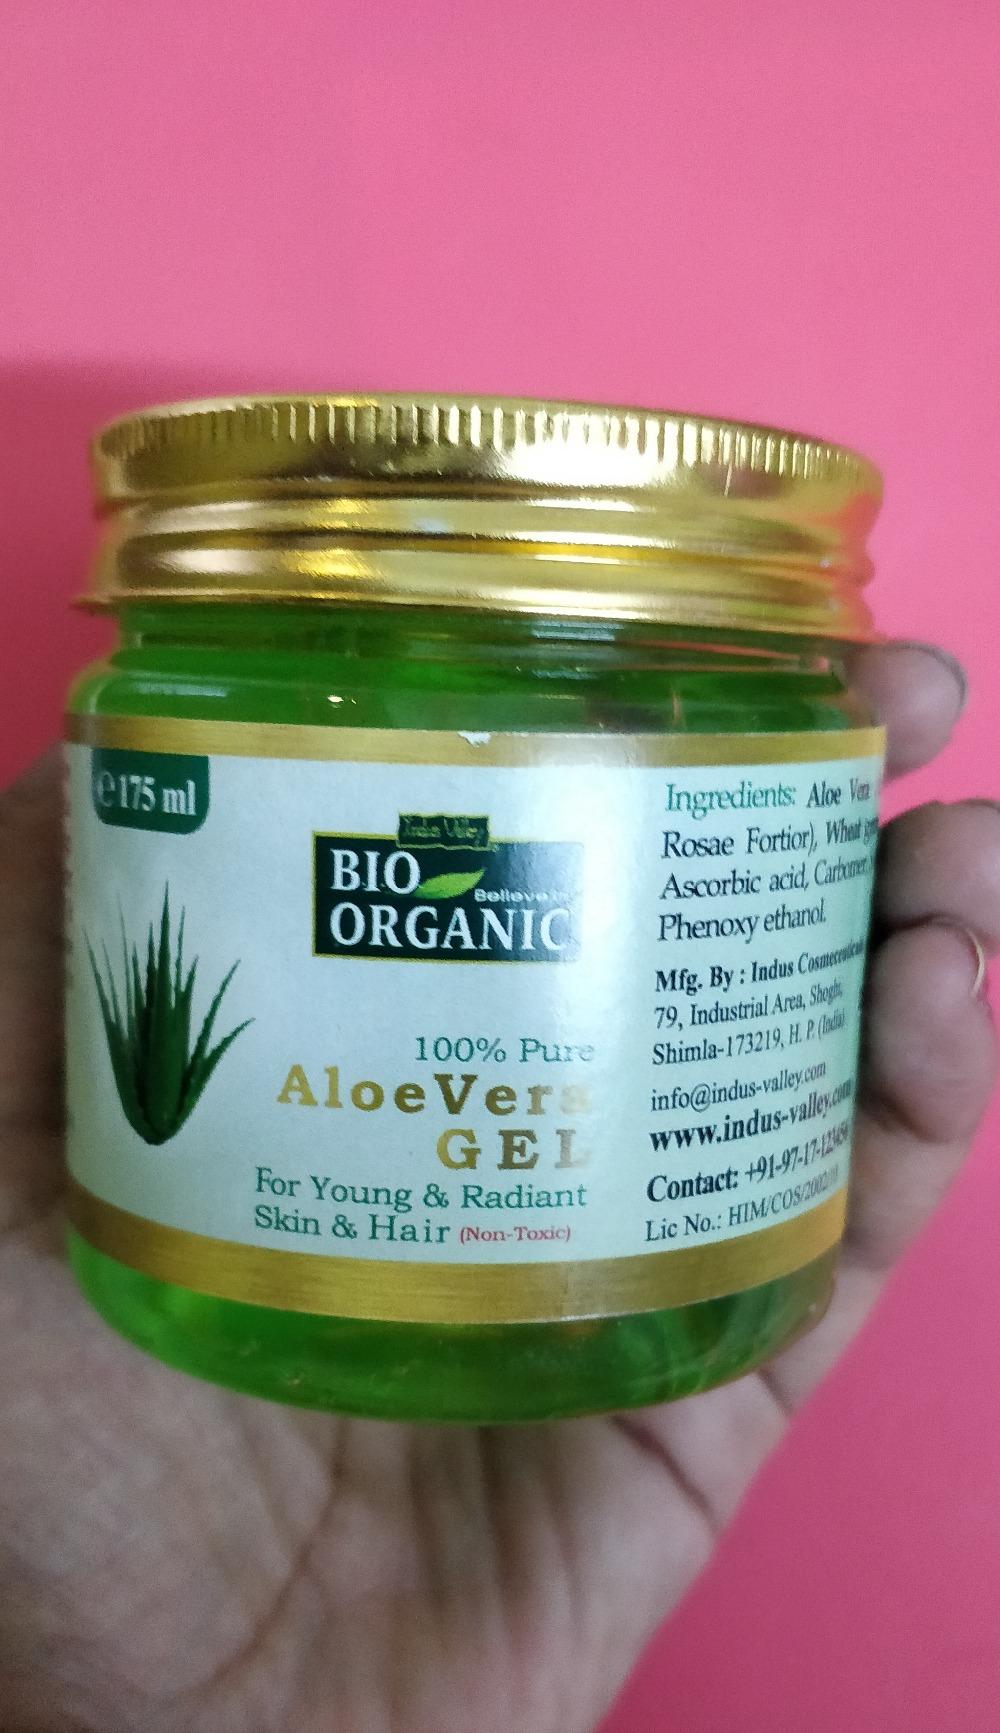 e 175 ml
Indus Valley
BIO
Believe in
ORGANIC
100% Pure
AloeVera
GEL
For Young & Radiant
Skin & Hair (Non-Toxic)
Ingredients: Aloe Vera
Rosae Fortior), Wheat
Ascorbic acid, Carbomer,
Phenoxy ethanol.
Mfg. By : Indus Cosmeceuticals
79, Industrial Area, Shoghi,
Shimla-173219, H. P. (India)
info@indus-valley.com
www.indus-valley.com
Contact: +91-97-17-123456
Lic No.: